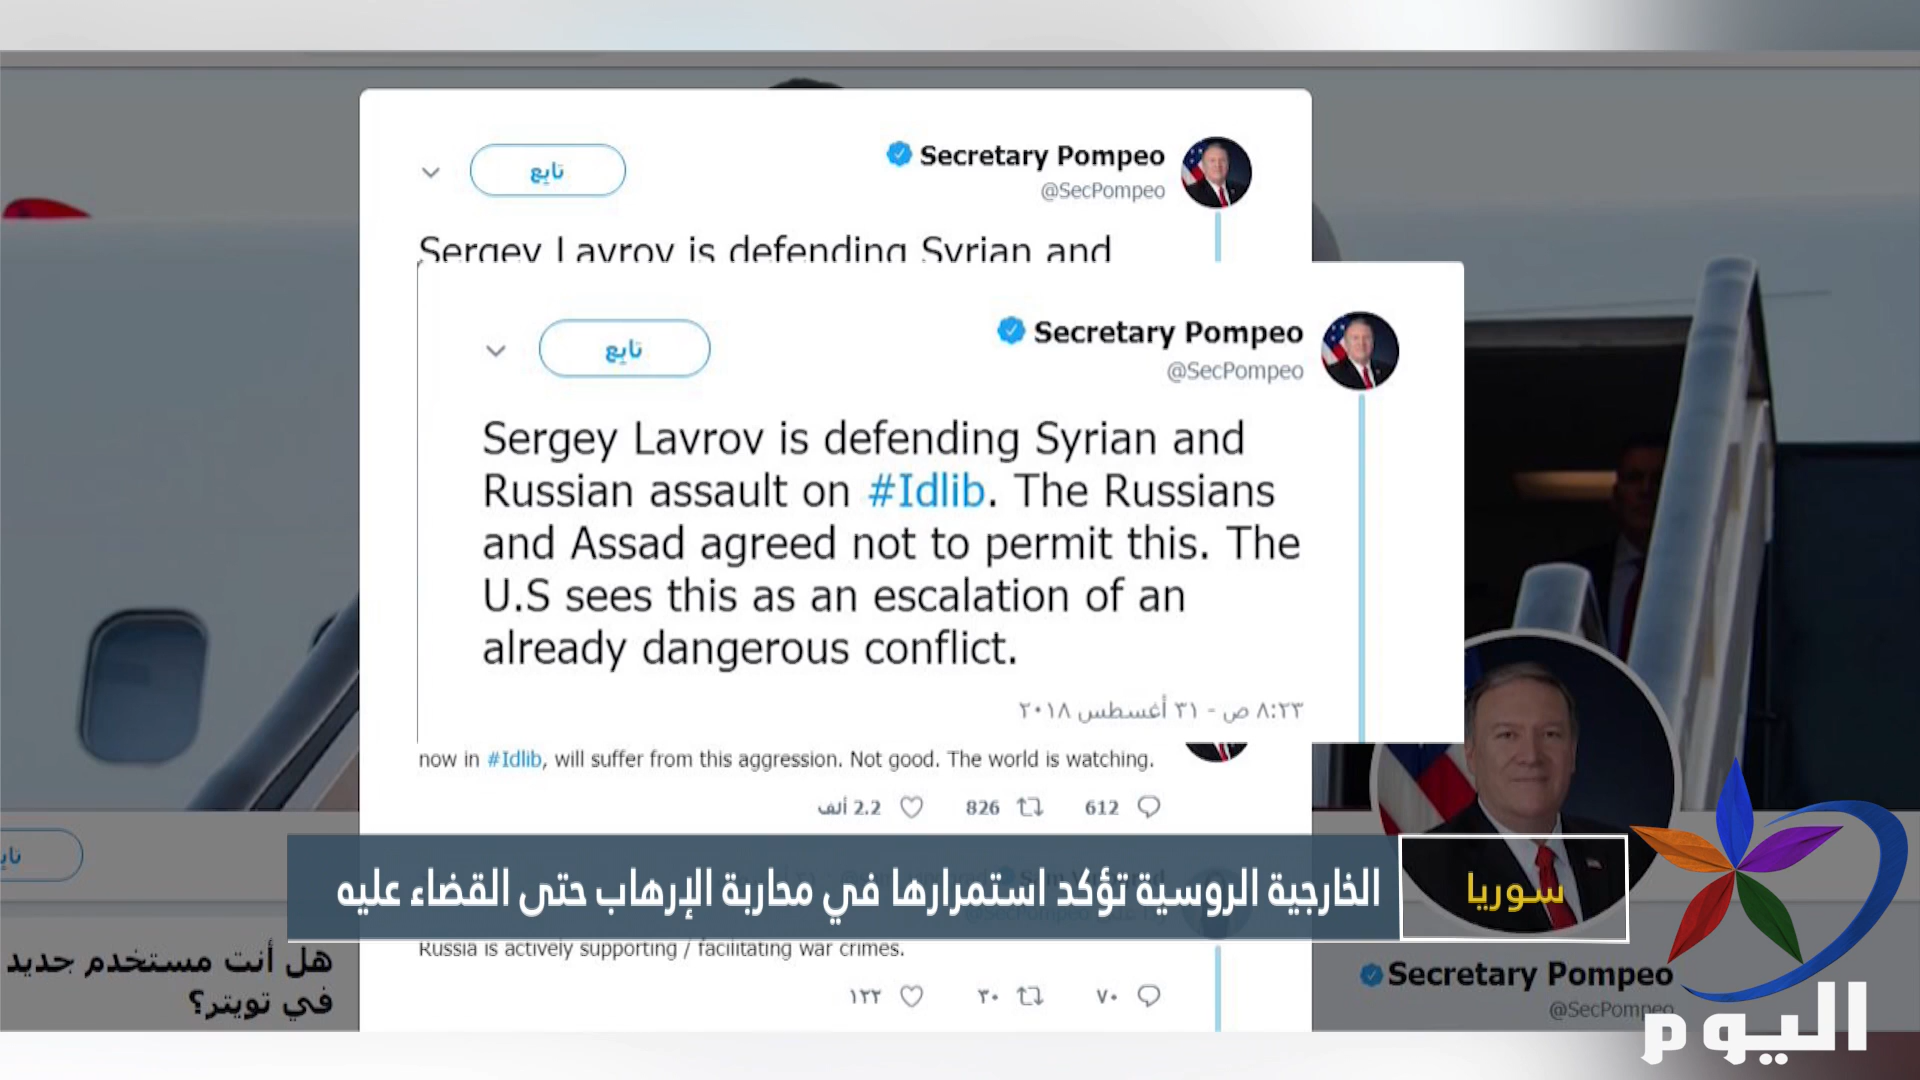 Secretary Pompeo
@SecPompeo
تابع
Sergey Lavrov is defending Syrian and
Secretary Pompeo
@SecPompeo
تابع
Sergey Lavrov is defending Syrian and
Russian assault on #Idlib. The Russians
and Assad agreed not to permit this. The
U.S sees this as an escalation of an
already dangerous conflict.
٨:٢٣ ص - ٣١ أغسطس ٢٠١٨
now in #Idlib, will suffer from this aggression. Not good. The world is watching.
612 826 2.2 ألف
سوريا
الخارجية الروسية تؤكد استمرارها في محاربة الإرهاب حتى القضاء عليه
Russia is actively supporting / facilitating war crimes.
٧٠ ٣٠ ١٢٢
هل أنت مستخدم جديد
في تويتر؟
Secretary Pompeo
@SecPompeo
اليوم